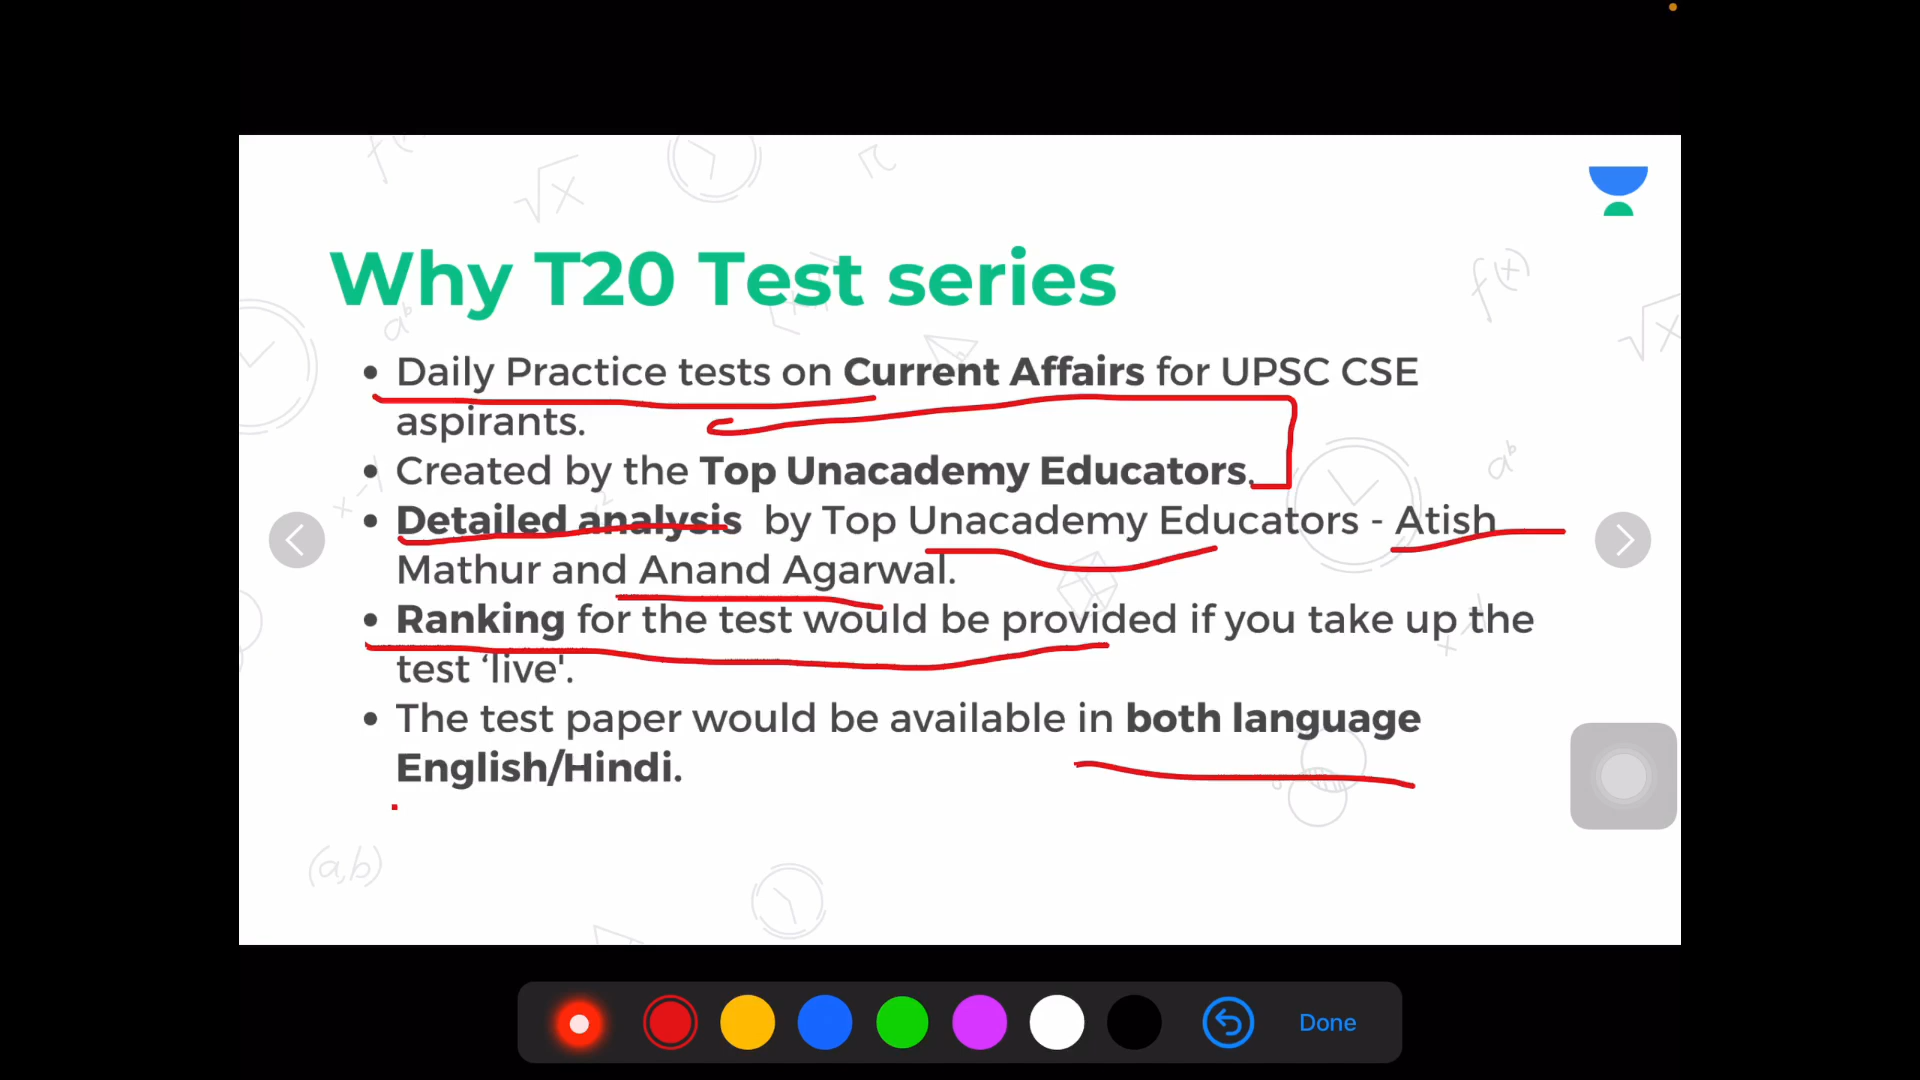 Why T20 Test series
• Daily Practice tests on Current Affairs for UPSC CSE
aspirants.
• Created by the Top Unacademy Educators.
• Detailed analysis by Top Unacademy Educators - Atish
Mathur and Anand Agarwal.
• Ranking for the test would be provided if you take up the
test ‘live'.
• The test paper would be available in both language
English/Hindi.
(a,b)
Done